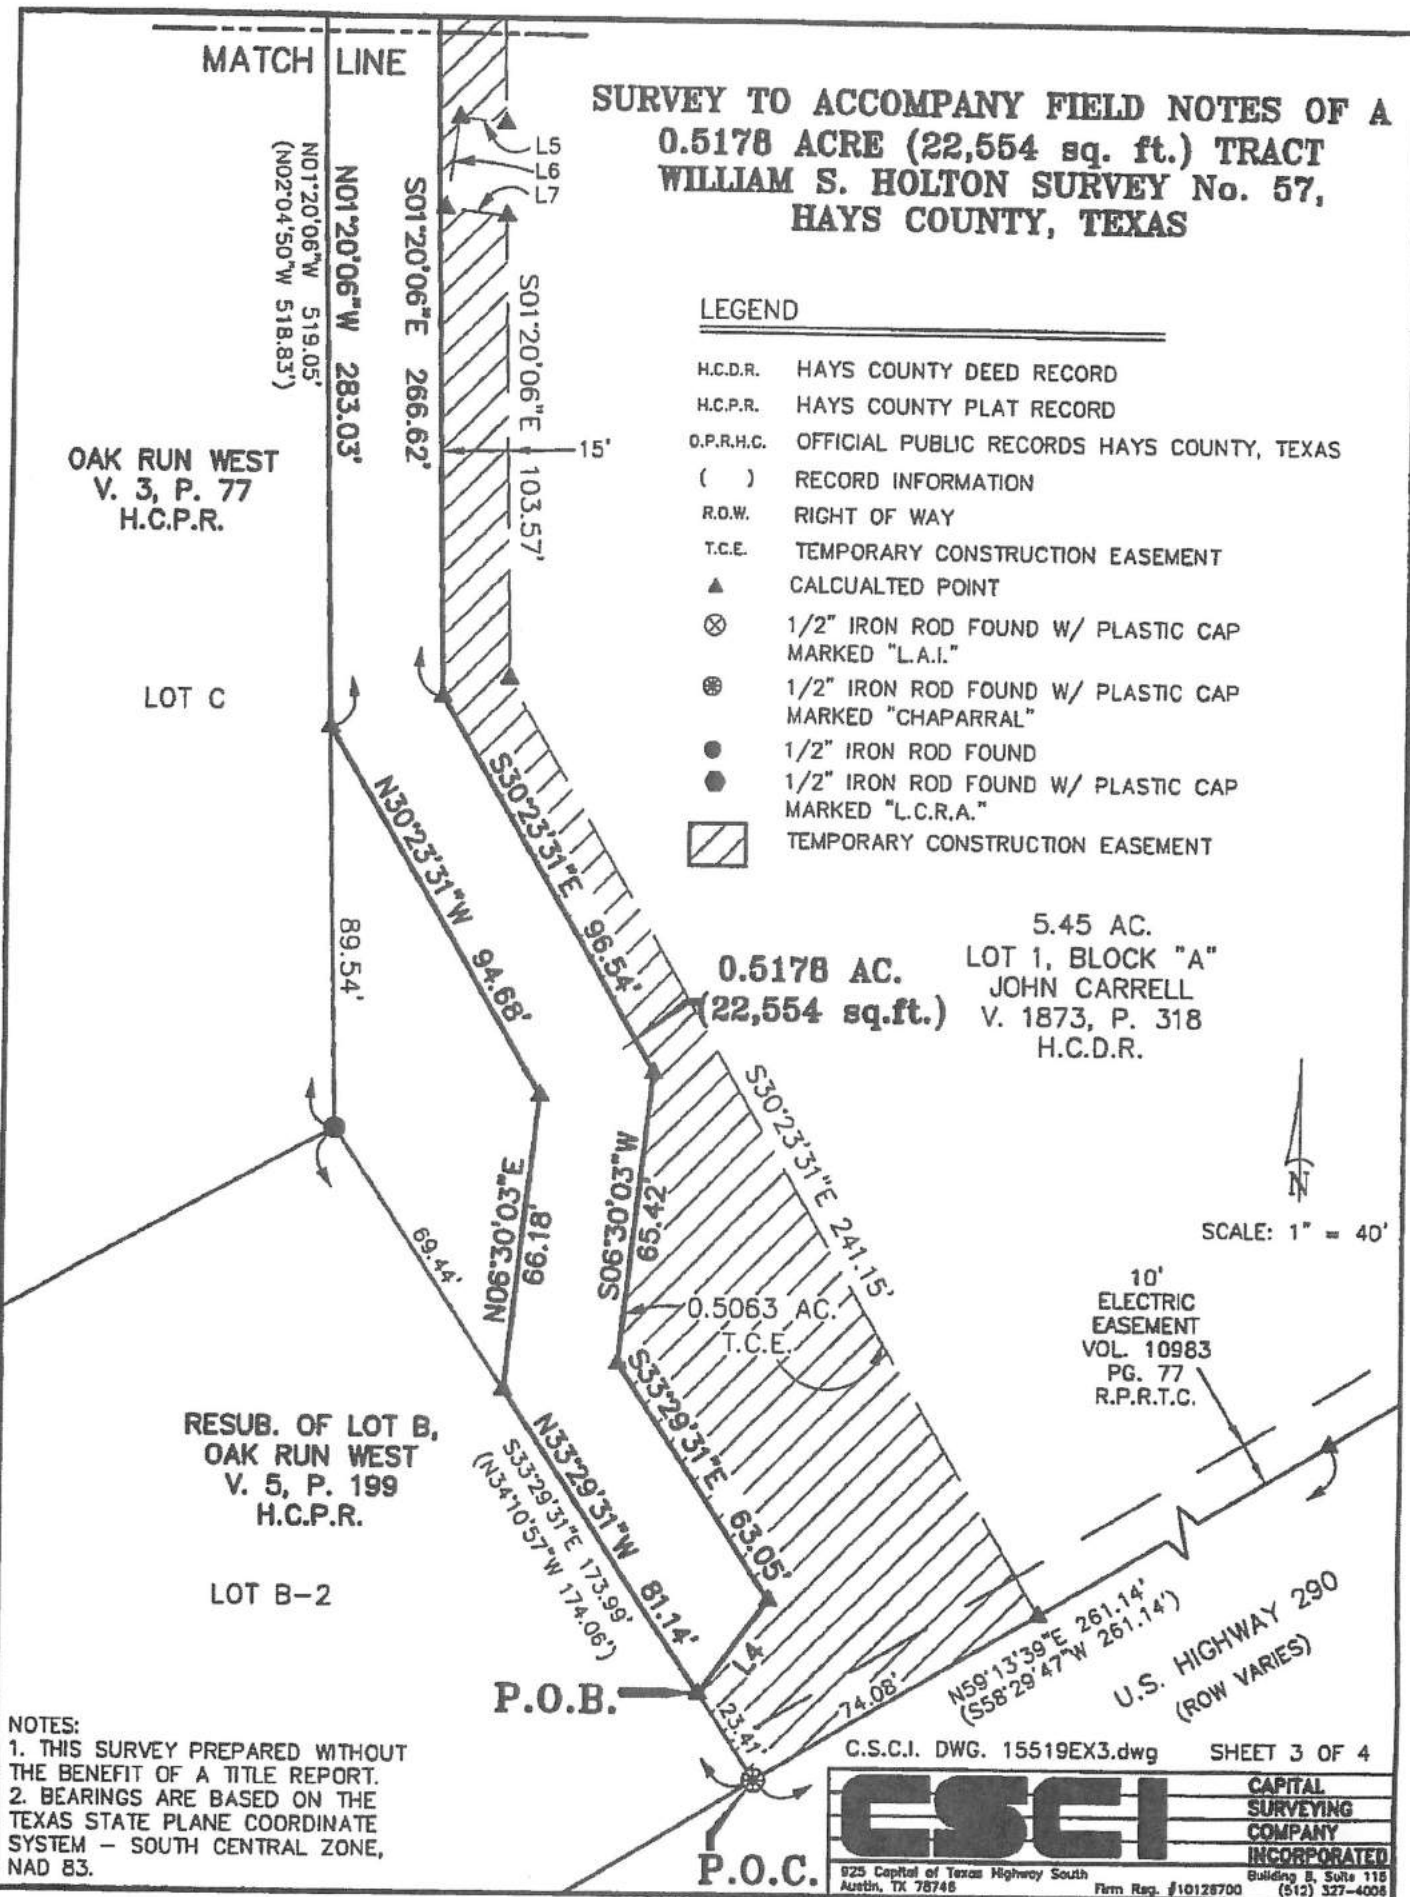 MATCH LINE
SURVEY TO ACCOMPANY FIELD NOTES OF A
0.5178 ACRE (22,554 sq. ft.) TRACT
WILLIAM S. HOLTON SURVEY No. 57,
HAYS COUNTY, TEXAS
L5
L6
L7
N01°20'06"W 519.05'
(N02°04'50"W 518.83')
N01°20'06"W 283.03'
S01°20'06"E 266.62'
S01°20'06"E 103.57'
15'
LEGEND
H.C.D.R. HAYS COUNTY DEED RECORD
H.C.P.R. HAYS COUNTY PLAT RECORD
O.P.R.H.C. OFFICIAL PUBLIC RECORDS HAYS COUNTY, TEXAS
( ) RECORD INFORMATION
R.O.W. RIGHT OF WAY
T.C.E. TEMPORARY CONSTRUCTION EASEMENT
CALCUALTED POINT
1/2" IRON ROD FOUND W/ PLASTIC CAP
MARKED "L.A.I."
1/2" IRON ROD FOUND W/ PLASTIC CAP
MARKED "CHAPARRAL"
1/2" IRON ROD FOUND
1/2" IRON ROD FOUND W/ PLASTIC CAP
MARKED "L.C.R.A."
TEMPORARY CONSTRUCTION EASEMENT
OAK RUN WEST
V. 3, P. 77
H.C.P.R.
LOT C
N30°23'31"W 94.68'
S30°23'31"E 96.54'
89.54'
0.5178 AC.
(22,554 sq.ft.)
5.45 AC.
LOT 1, BLOCK "A"
JOHN CARRELL
V. 1873, P. 318
H.C.D.R.
S30°23'31"E 241.15'
N
SCALE: 1" = 40'
N06°30'03"E
66.18'
S06°30'03"W
65.42'
69.44'
0.5063 AC.
T.C.E.
10'
ELECTRIC
EASEMENT
VOL. 10983
PG. 77
R.P.R.T.C.
S33°29'31"E 63.05'
N33°29'31"W 81.14'
S33°29'31"E 173.99'
(N34°10'57"W 174.06')
RESUB. OF LOT B,
OAK RUN WEST
V. 5, P. 199
H.C.P.R.
LOT B-2
L4
P.O.B.
23.41'
74.08'
N59°13'39"E 261.14'
(S58°29'47"W 261.14')
U.S. HIGHWAY 290
(ROW VARIES)
P.O.C.
NOTES:
1. THIS SURVEY PREPARED WITHOUT
THE BENEFIT OF A TITLE REPORT.
2. BEARINGS ARE BASED ON THE
TEXAS STATE PLANE COORDINATE
SYSTEM – SOUTH CENTRAL ZONE,
NAD 83.
C.S.C.I. DWG. 15519EX3.dwg SHEET 3 OF 4
CSCI
CAPITAL
SURVEYING
COMPANY
INCORPORATED
925 Capital of Texas Highway South Building B, Suite 115
Austin, TX 78746 Firm Reg. #10128700 (512) 327-4006